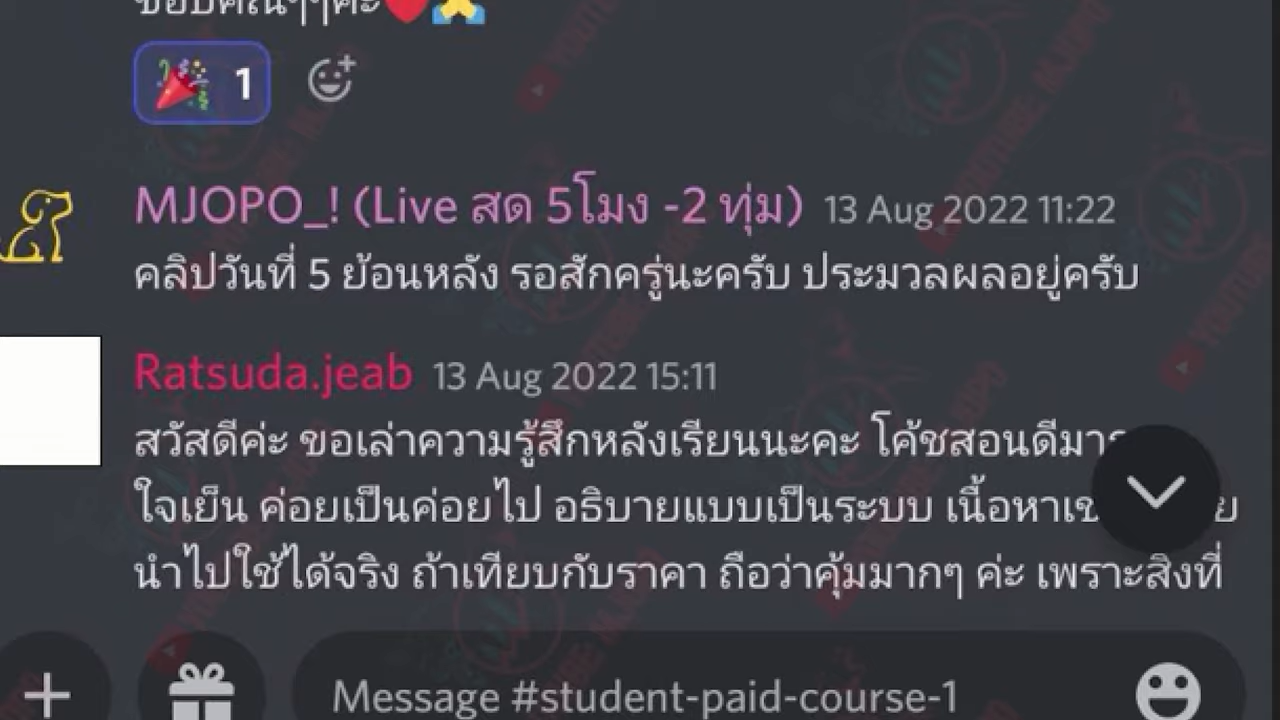 ขอบคุณๆๆค่ะ❤️🙏
🎉 1
MJOPO_! (Live สด 5โมง -2 ทุ่ม) 13 Aug 2022 11:22
คลิปวันที่ 5 ย้อนหลัง รอสักครู่นะครับ ประมวลผลอยู่ครับ
Ratsuda.jeab 13 Aug 2022 15:11
สวัสดีค่ะ ขอเล่าความรู้สึกหลังเรียนนะคะ โค้ชสอนดีมาก
ใจเย็น ค่อยเป็นค่อยไป อธิบายแบบเป็นระบบ
นำไปใช้ได้จริง ถ้าเทียบกับราคา ถือว่าคุ้มมากๆ ค่ะ เพราะสิ่งที่
Message #student-paid-course-1